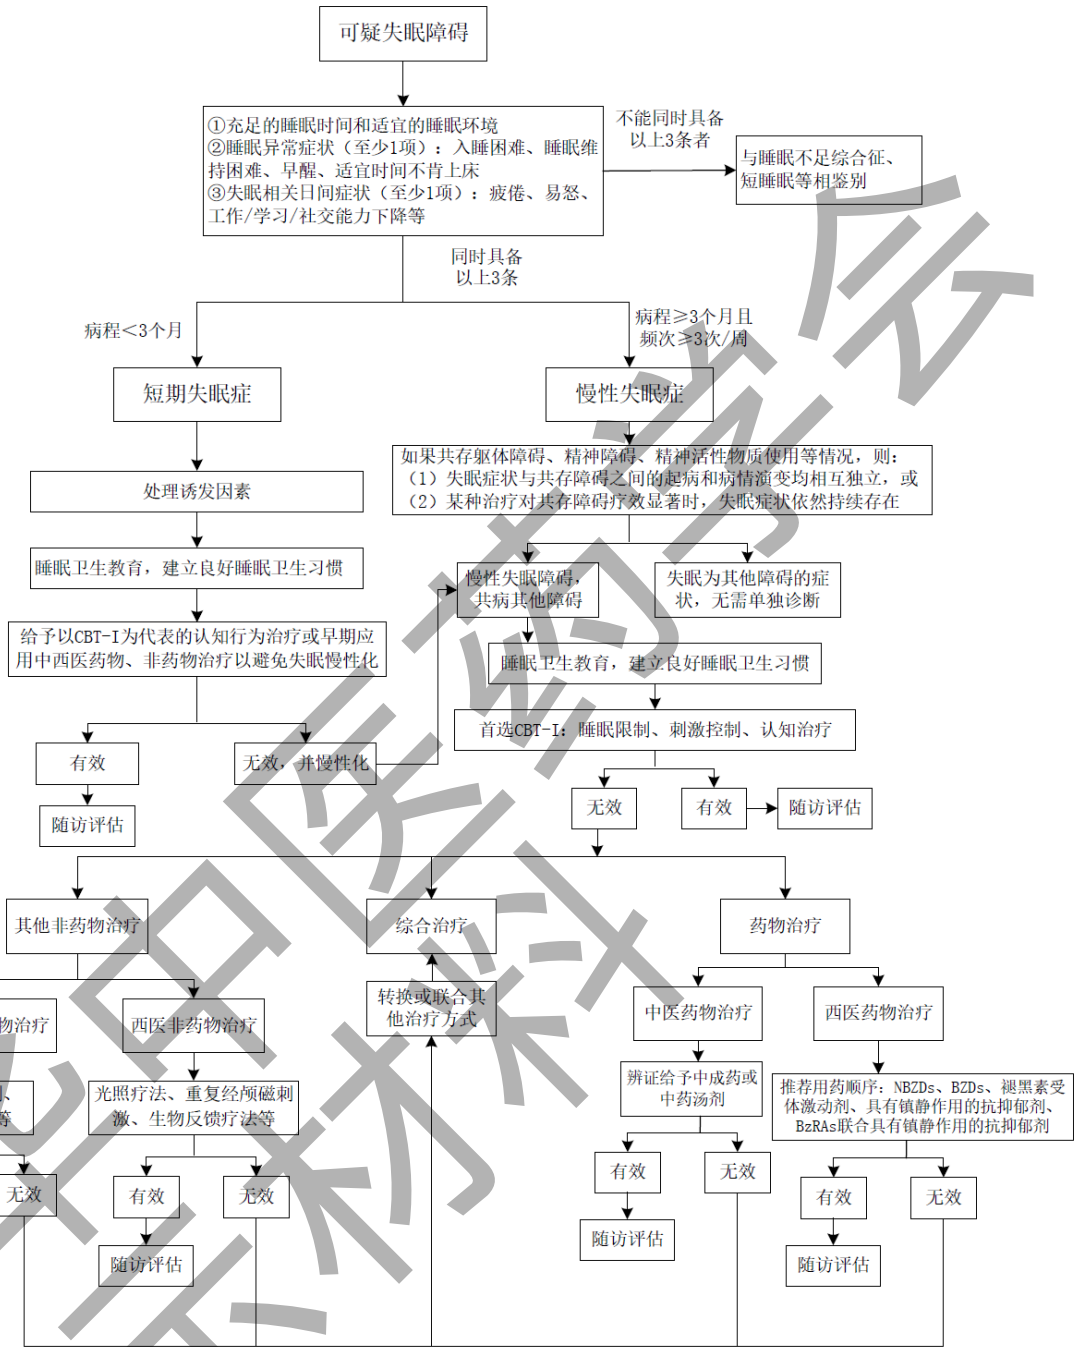 可疑失眠障碍
①充足的睡眠时间和适宜的睡眠环境
②睡眠异常症状（至少1项）：入睡困难、睡眠维
持困难、早醒、适宜时间不肯上床
③失眠相关日间症状（至少1项）：疲倦、易怒、
工作/学习/社交能力下降等
不能同时具备
以上3条者
与睡眠不足综合征、
短睡眠等相鉴别
同时具备
以上3条
病程＜3个月
病程≥3个月且
频次≥3次/周
短期失眠症
慢性失眠症
处理诱发因素
睡眠卫生教育，建立良好睡眠卫生习惯
给予以CBT-I为代表的认知行为治疗或早期应
用中西医药物、非药物治疗以避免失眠慢性化
有效
无效，并慢性化
随访评估
如果共存躯体障碍、精神障碍、精神活性物质使用等情况，则：
（1）失眠症状与共存障碍之间的起病和病情演变均相互独立，或
（2）某种治疗对共存障碍疗效显著时，失眠症状依然持续存在
慢性失眠障碍，
共病其他障碍
失眠为其他障碍的症
状，无需单独诊断
睡眠卫生教育，建立良好睡眠卫生习惯
首选CBT-I：睡眠限制、刺激控制、认知治疗
无效
有效
随访评估
其他非药物治疗
综合治疗
药物治疗
物治疗
西医非药物治疗
转换或联合其
他治疗方式
中医药物治疗
西医药物治疗
、
等
光照疗法、重复经颅磁刺
激、生物反馈疗法等
辨证给予中成药或
中药汤剂
推荐用药顺序：NBZDs、BZDs、褪黑素受
体激动剂、具有镇静作用的抗抑郁剂、
BzRAs联合具有镇静作用的抗抑郁剂
无效
有效
无效
有效
无效
有效
无效
随访评估
随访评估
随访评估
华中医药学会
示材料